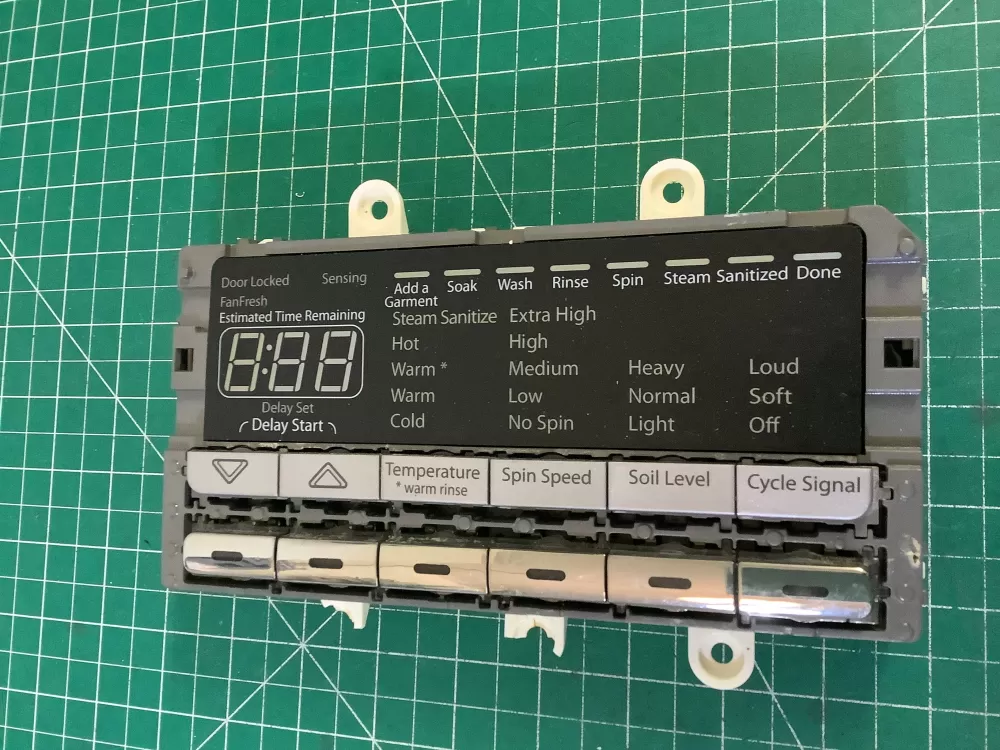 Door Locked Sensing
FanFresh
Estimated Time Remaining
8:88
Delay Set
Delay Start
Add a Garment Soak Wash Rinse Spin Steam Sanitized Done
Steam Sanitize Extra High
Hot High
Warm * Medium Heavy Loud
Warm Low Normal Soft
Cold No Spin Light Off
Temperature Spin Speed Soil Level Cycle Signal
* warm rinse